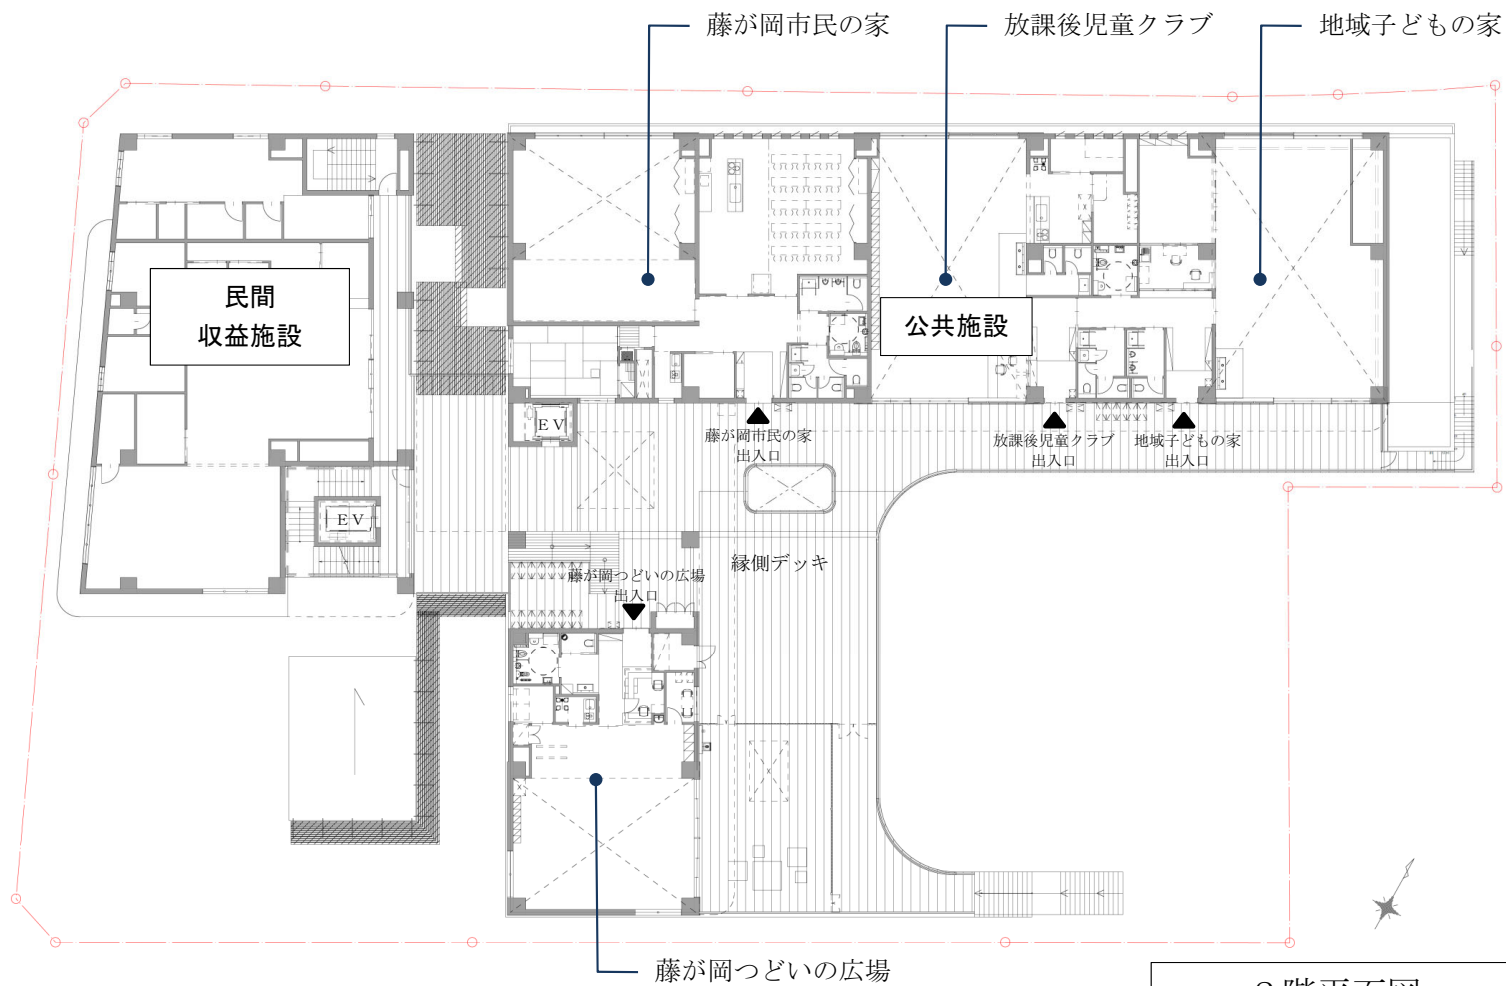 藤が岡市民の家
放課後児童クラブ
地域子どもの家
民間
収益施設
公共施設
EV
藤が岡市民の家
出入口
放課後児童クラブ
出入口
地域子どもの家
出入口
EV
縁側デッキ
藤が岡つどいの広場
出入口
藤が岡つどいの広場
階平面図